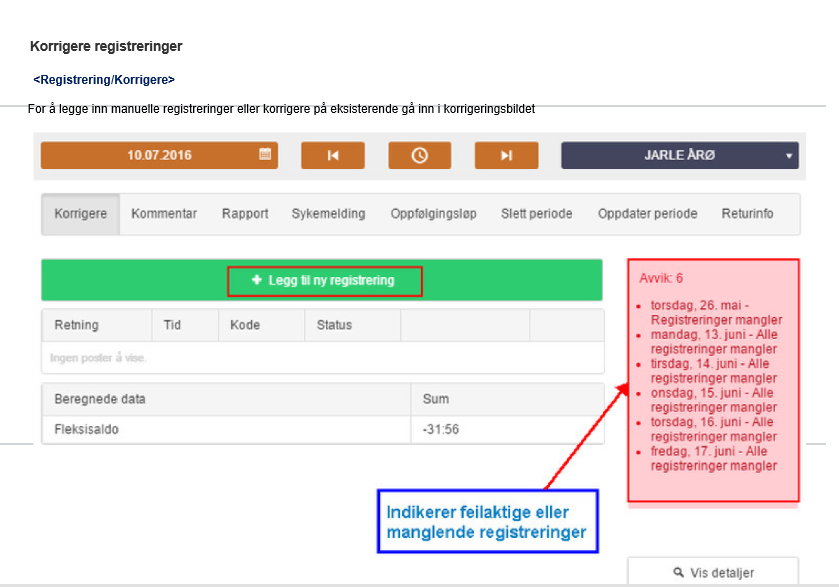 Korrigere registreringer
<Registrering/Korrigere>
For å legge inn manuelle registreringer eller korrigere på eksisterende gå inn i korrigeringsbildet
10.07.2016
JARLE ÅRØ
Korrigere Kommentar Rapport Sykemelding Oppfølgingsløp Slett periode Oppdater periode Returinfo
+ Legg til ny registrering
Retning Tid Kode Status
Ingen poster å vise.
Beregnede data Sum
Fleksisaldo -31:56
Avvik: 6
torsdag, 26. mai -
Registreringer mangler
mandag, 13. juni - Alle
registreringer mangler
tirsdag, 14. juni - Alle
registreringer mangler
onsdag, 15. juni - Alle
registreringer mangler
torsdag, 16. juni - Alle
registreringer mangler
fredag, 17. juni - Alle
registreringer mangler
Indikerer feilaktige eller
manglende registreringer
Vis detaljer